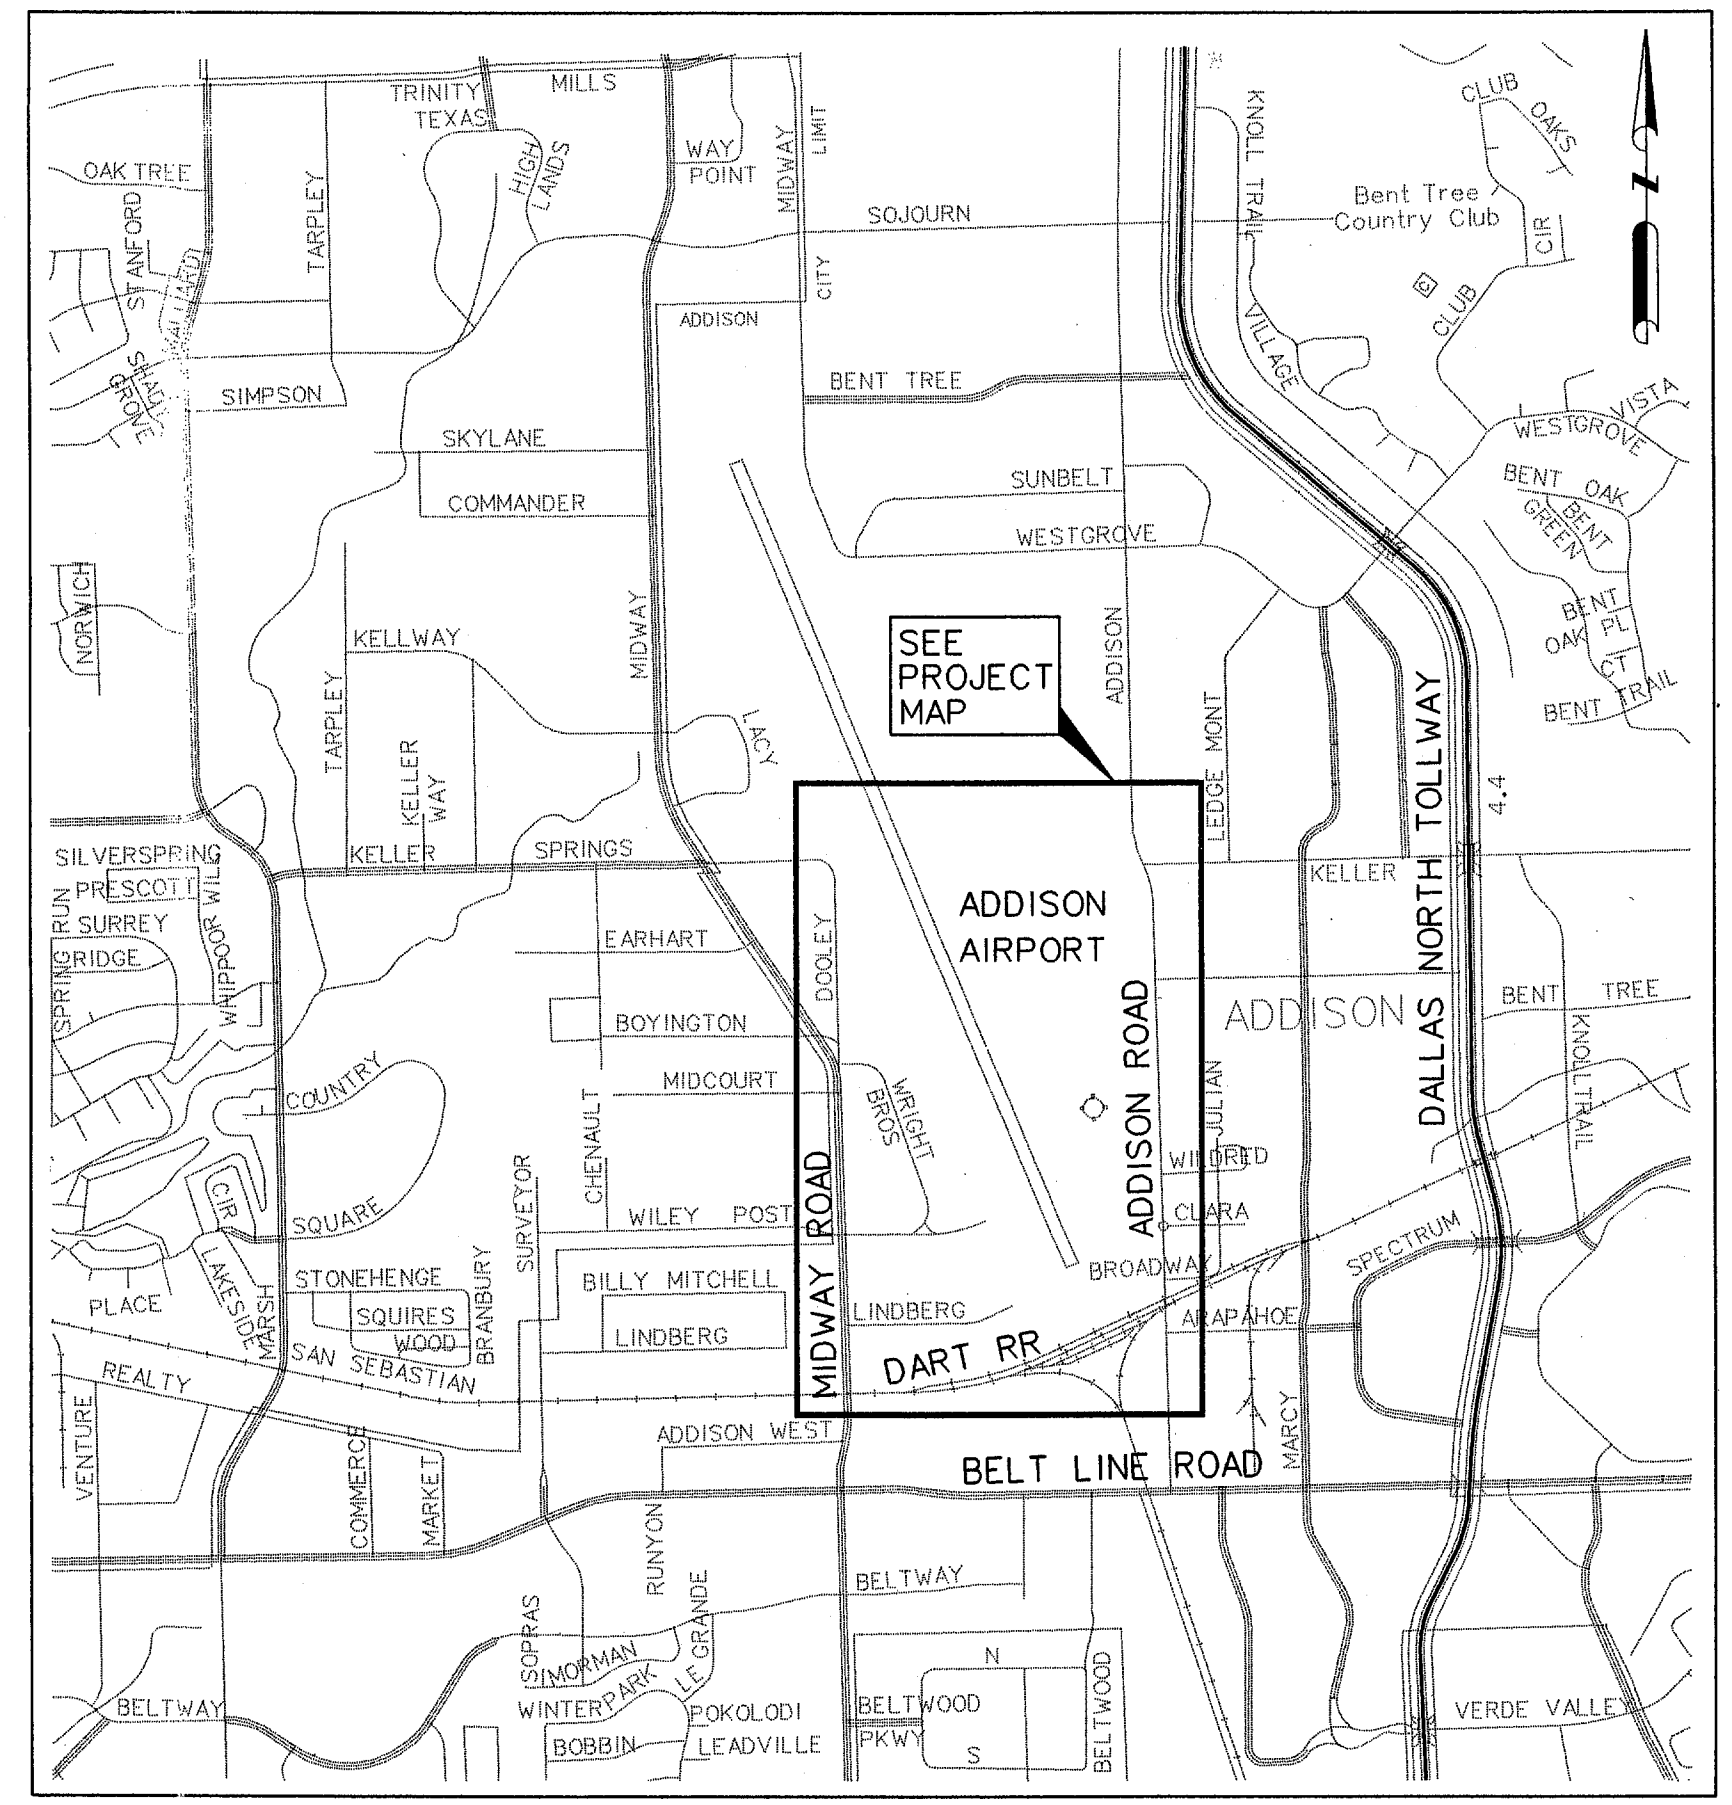 TRINITY
MILLS
TEXAS
OAK TREE
STANFORD
TARPLEY
HIGH
LANDS
WAY
POINT
MIDWAY
LIMIT
CITY
SOJOURN
KNOLL TRAIL
CLUB
OAKS
Bent Tree
Country Club
CIR
C
CLUB
VILLAGE
ADDISON
BENT TREE
SIMPSON
SHADY
GROVE
SKYLANE
COMMANDER
SUNBELT
WESTGROVE
WESTGROVE
VISTA
BENT OAK
BENT
GREEN
BENT
OAK PL
CT
BENT TRAIL
NORWICH
KELLWAY
TARPLEY
MIDWAY
LACY
KELLER
WAY
SEE
PROJECT
MAP
ADDISON
LEDGE MONT
DALLAS NORTH TOLLWAY
4.4
KELLER
SPRINGS
KELLER
SILVERSPRING
PRESCOTT
SURREY
RIDGE
SPRING RUN
WHIPPOORWILL
EARHART
DOOLEY
ADDISON
AIRPORT
ADDISON ROAD
ADDISON
BENT TREE
KNOLLTRAIL
BOYINGTON
MIDCOURT
CHENAULT
WRIGHT
BROS
JULIAN
WILDRED
CLARA
BROADWAY
ARAPAHOE
SPECTRUM
COUNTRY
SQUARE
CIR
LAKESIDE
MARSH
PLACE
SURVEYOR
WILEY POST
MIDWAY ROAD
STONEHENGE
SQUIRES
WOOD
BRANBURY
BILLY MITCHELL
LINDBERG
LINDBERG
DART RR
SAN SEBASTIAN
REALTY
VENTURE
COMMERCE
MARKET
ADDISON WEST
BELT LINE ROAD
MARCY
RUNYON
BELTWAY
SOPRAS
MORMAN
LE GRANDE
WINTERPARK
POKOLODI
BOBBIN
LEADVILLE
BELTWAY
BELTWOOD
PKWY
N
S
BELTWOOD
VERDE VALLEY